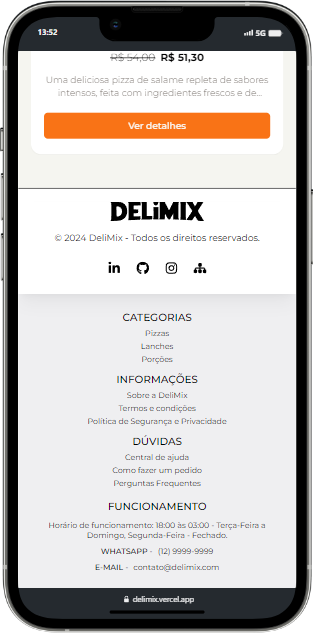 13:52
5G
R$ 54,00 R$ 51,30
Uma deliciosa pizza de salame repleta de sabores
intensos, feita com ingredientes frescos e de...
Ver detalhes
DELiMIX
© 2024 DeliMix - Todos os direitos reservados.
in
CATEGORIAS
Pizzas
Lanches
Porções
INFORMAÇÕES
Sobre a DeliMix
Termos e condições
Política de Segurança e Privacidade
DÚVIDAS
Central de ajuda
Como fazer um pedido
Perguntas Frequentes
FUNCIONAMENTO
Horário de funcionamento: 18:00 às 03:00 - Terça-Feira a
Domingo, Segunda-Feira - Fechado.
WHATSAPP - (12) 9999-9999
E-MAIL - contato@delimix.com
delimix.vercel.app